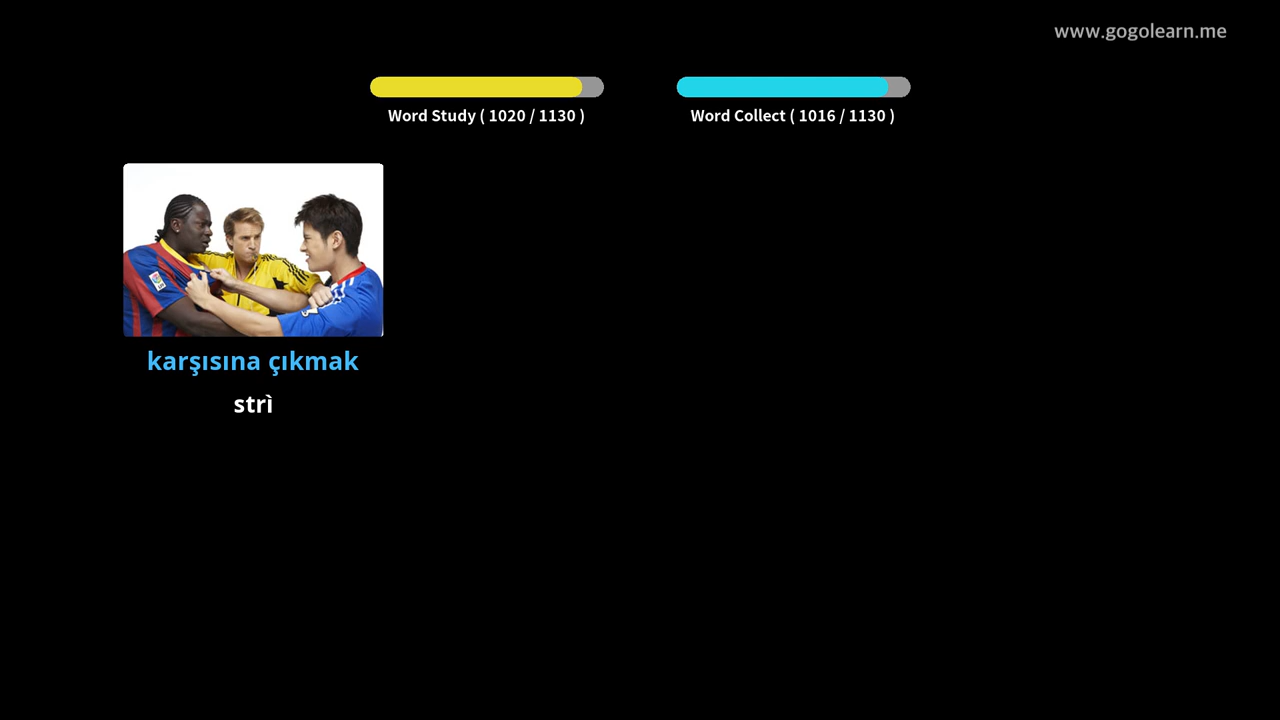 www.gogolearn.me
Word Study ( 1020 / 1130 )
Word Collect ( 1016 / 1130 )
karşısına çıkmak
strì